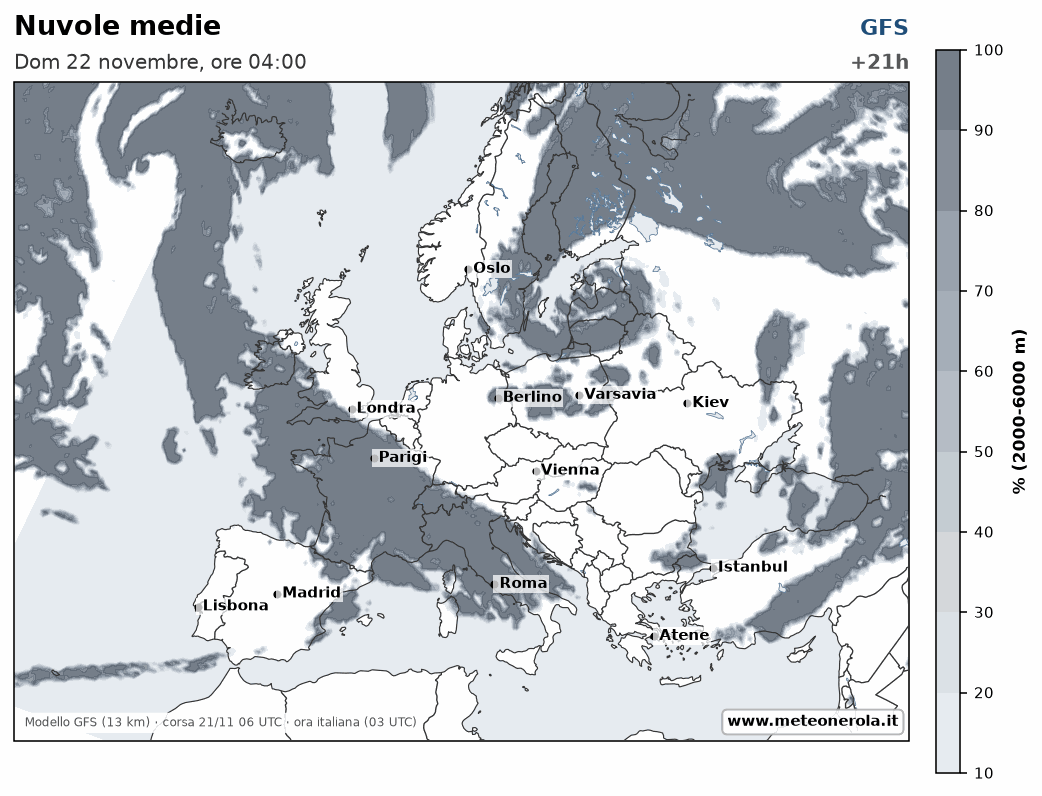 Nuvole medie
GFS
Dom 22 novembre, ore 04:00
+21h
100
90
80
70
60
50
40
30
20
10
% (2000-6000 m)
Oslo
Londra
Berlino
Varsavia
Kiev
Parigi
Vienna
Istanbul
Roma
Madrid
Lisbona
Atene
Modello GFS (13 km) · corsa 21/11 06 UTC · ora italiana (03 UTC)
www.meteonerola.it